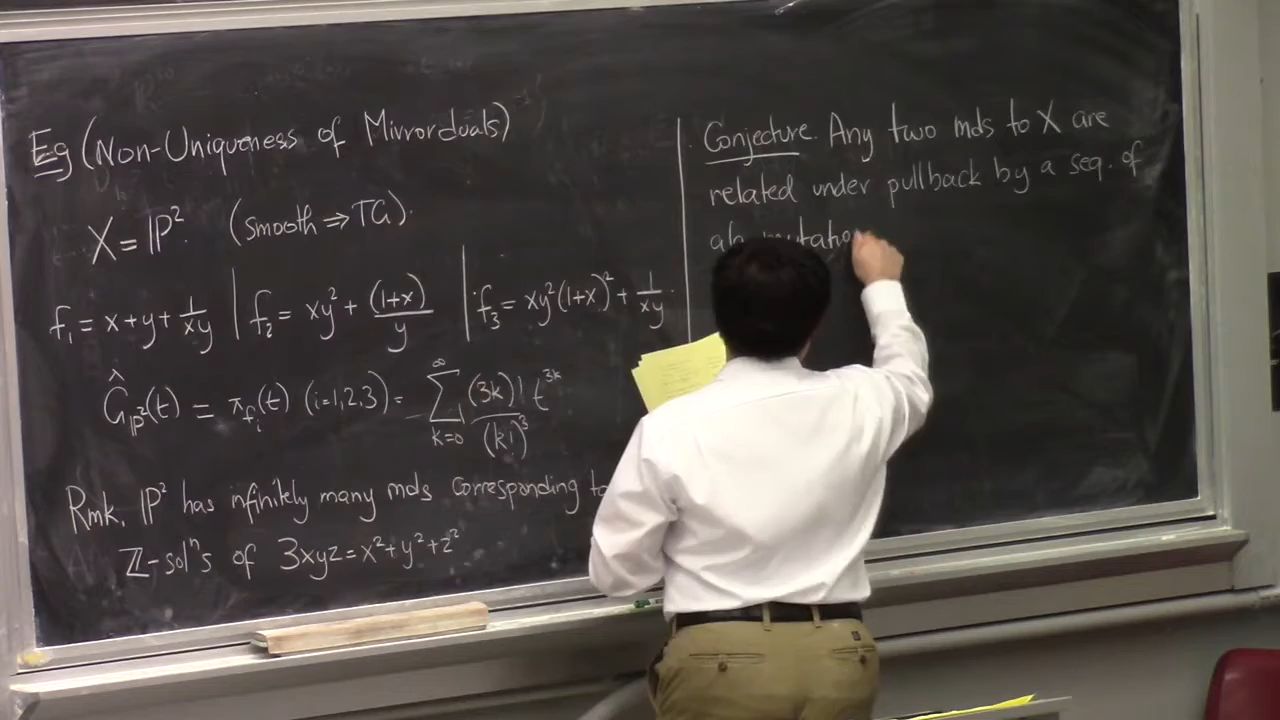 Eg (Non-Uniqueness of Mirror duals)
X = ℙ². (Smooth ⇒ TG).
f₁ = x+y+1/xy | f₂ = xy² + (1+x)/y | f₃ = xy²(1+x)² + 1/xy
Ĝ_ℙ²(t) = π_fᵢ(t) (i=1,2,3) = ∑_{k=0}^∞ (3k)!/(k!)³ t^{3k}
Rmk. ℙ² has infinitely many mds corresponding to
ℤ-solⁿs of 3xyz = x²+y²+z²
Conjecture. Any two mds to X are
related under pullback by a seq. of